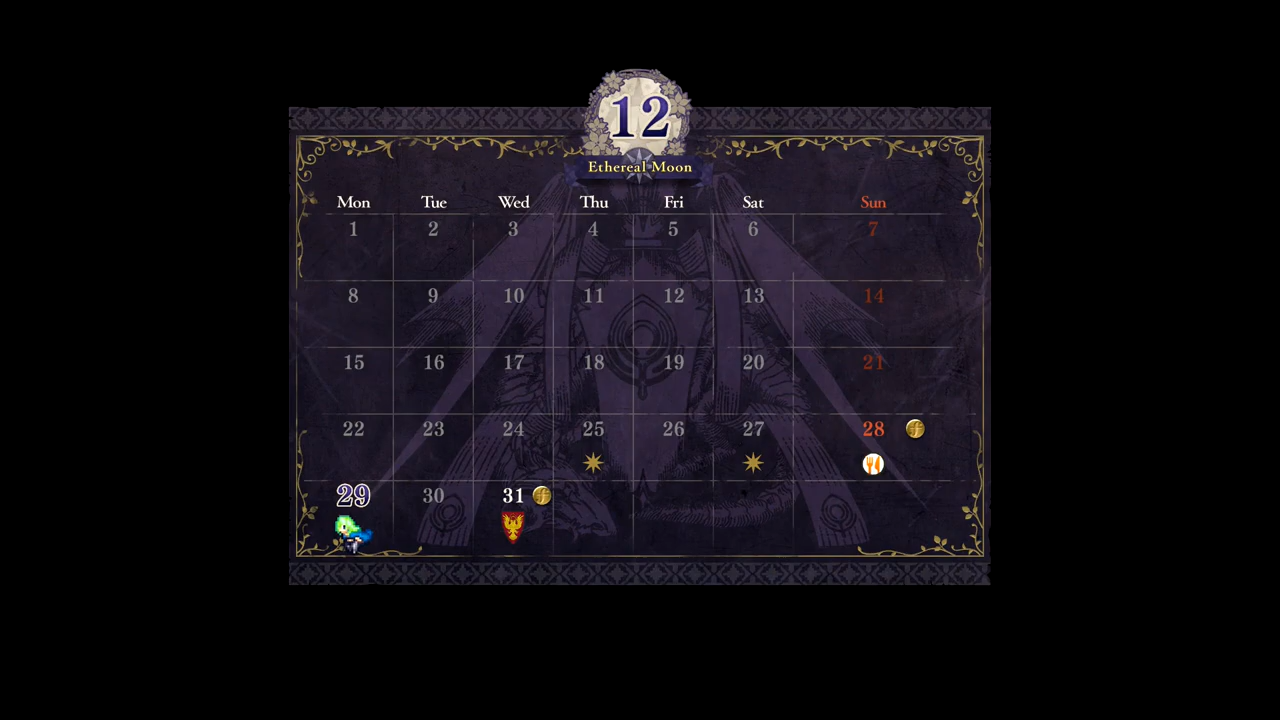 12
Ethereal Moon
Mon Tue Wed Thu Fri Sat Sun
1 2 3 4 5 6 7
8 9 10 11 12 13 14
15 16 17 18 19 20 21
22 23 24 25 26 27 28
29 30 31